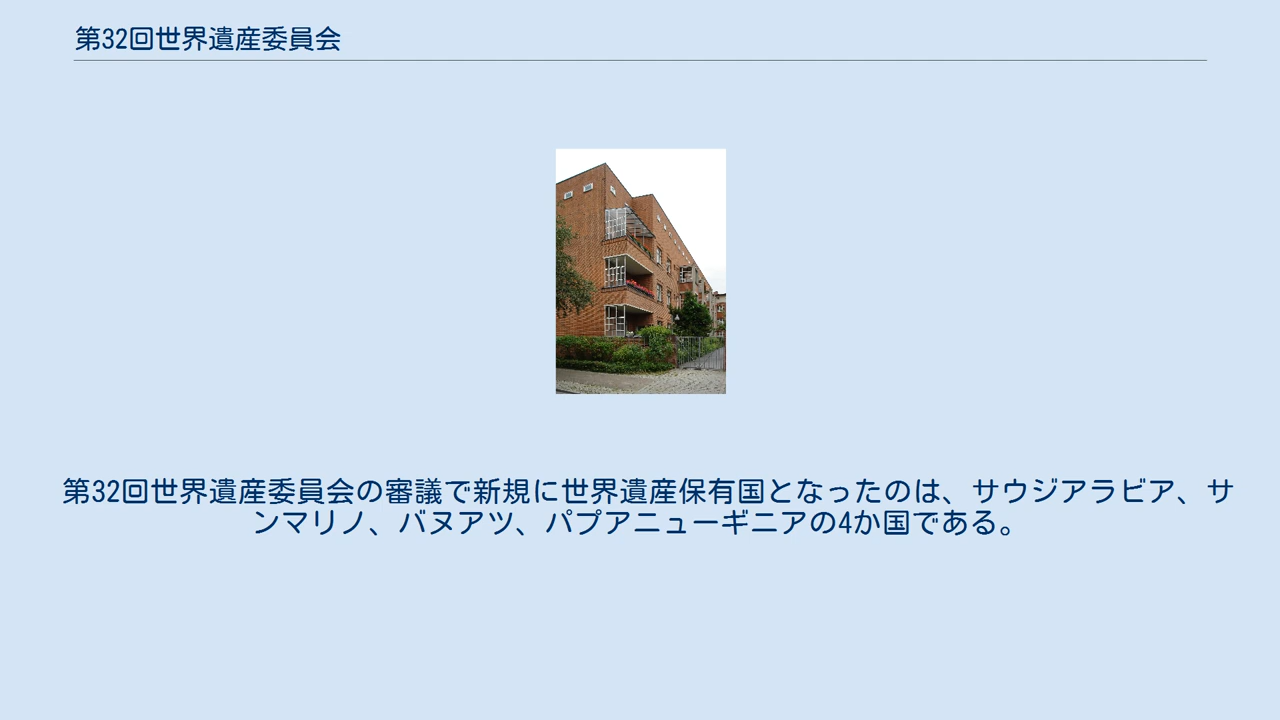 第32回世界遺産委員会
第32回世界遺産委員会の審議で新規に世界遺産保有国となったのは、サウジアラビア、サ
ンマリノ、バヌアツ、パプアニューギニアの4か国である。